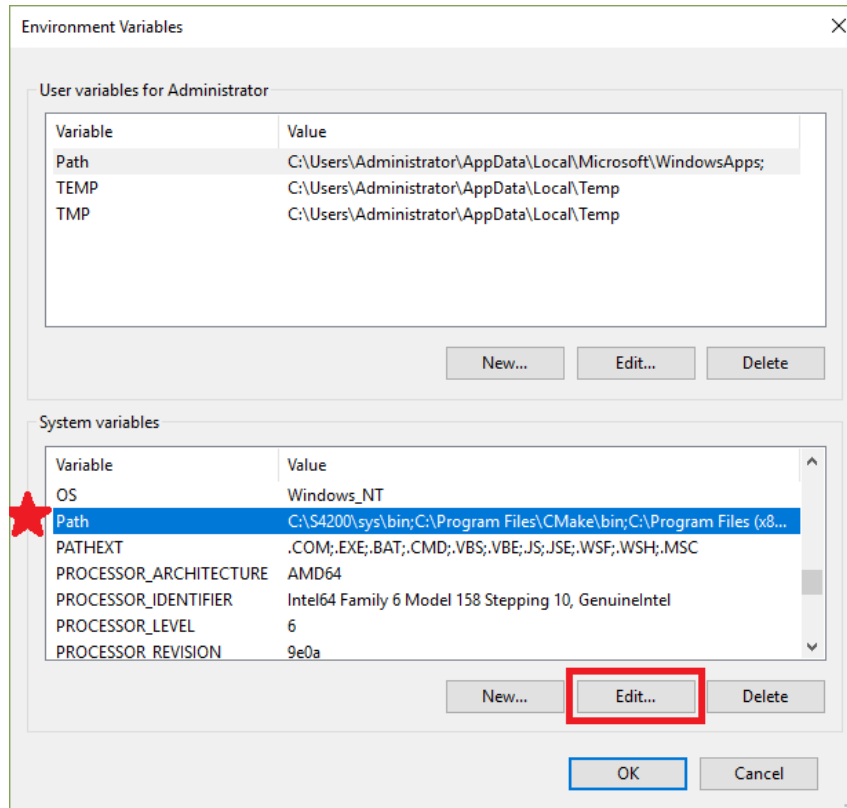 Environment Variables
User variables for Administrator
Variable Value
Path C:\Users\Administrator\AppData\Local\Microsoft\WindowsApps;
TEMP C:\Users\Administrator\AppData\Local\Temp
TMP C:\Users\Administrator\AppData\Local\Temp
New... Edit... Delete
System variables
Variable Value
OS Windows_NT
Path C:\S4200\sys\bin;C:\Program Files\CMake\bin;C:\Program Files (x8...
PATHEXT .COM;.EXE;.BAT;.CMD;.VBS;.VBE;.JS;.JSE;.WSF;.WSH;.MSC
PROCESSOR_ARCHITECTURE AMD64
PROCESSOR_IDENTIFIER Intel64 Family 6 Model 158 Stepping 10, GenuineIntel
PROCESSOR_LEVEL 6
PROCESSOR_REVISION 9e0a
New... Edit... Delete
OK Cancel